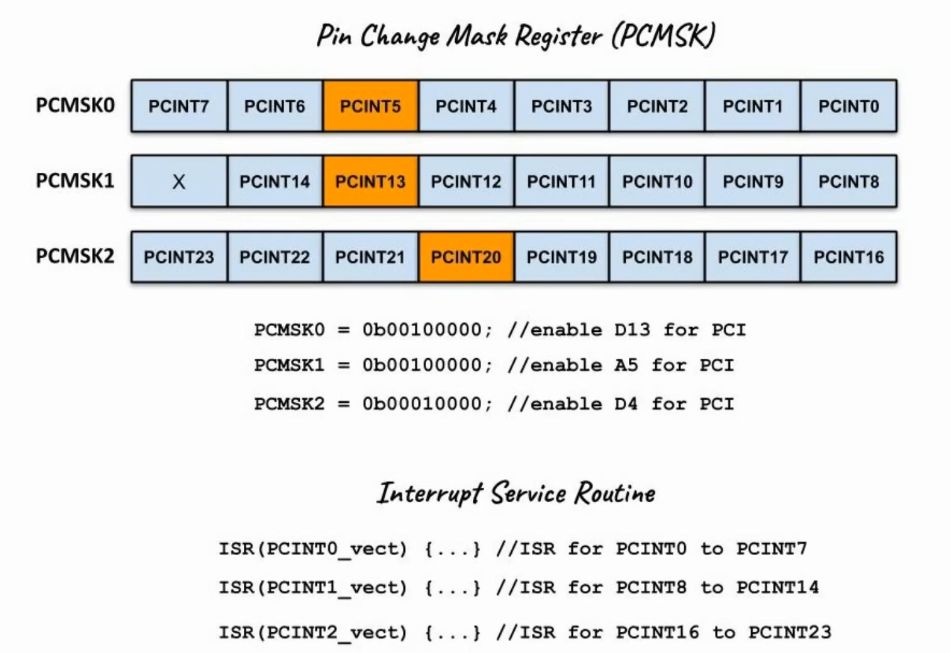 Pin Change Mask Register (PCMSK)
PCMSK0 PCINT7 PCINT6 PCINT5 PCINT4 PCINT3 PCINT2 PCINT1 PCINT0
PCMSK1 X PCINT14 PCINT13 PCINT12 PCINT11 PCINT10 PCINT9 PCINT8
PCMSK2 PCINT23 PCINT22 PCINT21 PCINT20 PCINT19 PCINT18 PCINT17 PCINT16
PCMSK0 = 0b00100000; //enable D13 for PCI
PCMSK1 = 0b00100000; //enable A5 for PCI
PCMSK2 = 0b00010000; //enable D4 for PCI
Interrupt Service Routine
ISR(PCINT0_vect) {...} //ISR for PCINT0 to PCINT7
ISR(PCINT1_vect) {...} //ISR for PCINT8 to PCINT14
ISR(PCINT2_vect) {...} //ISR for PCINT16 to PCINT23